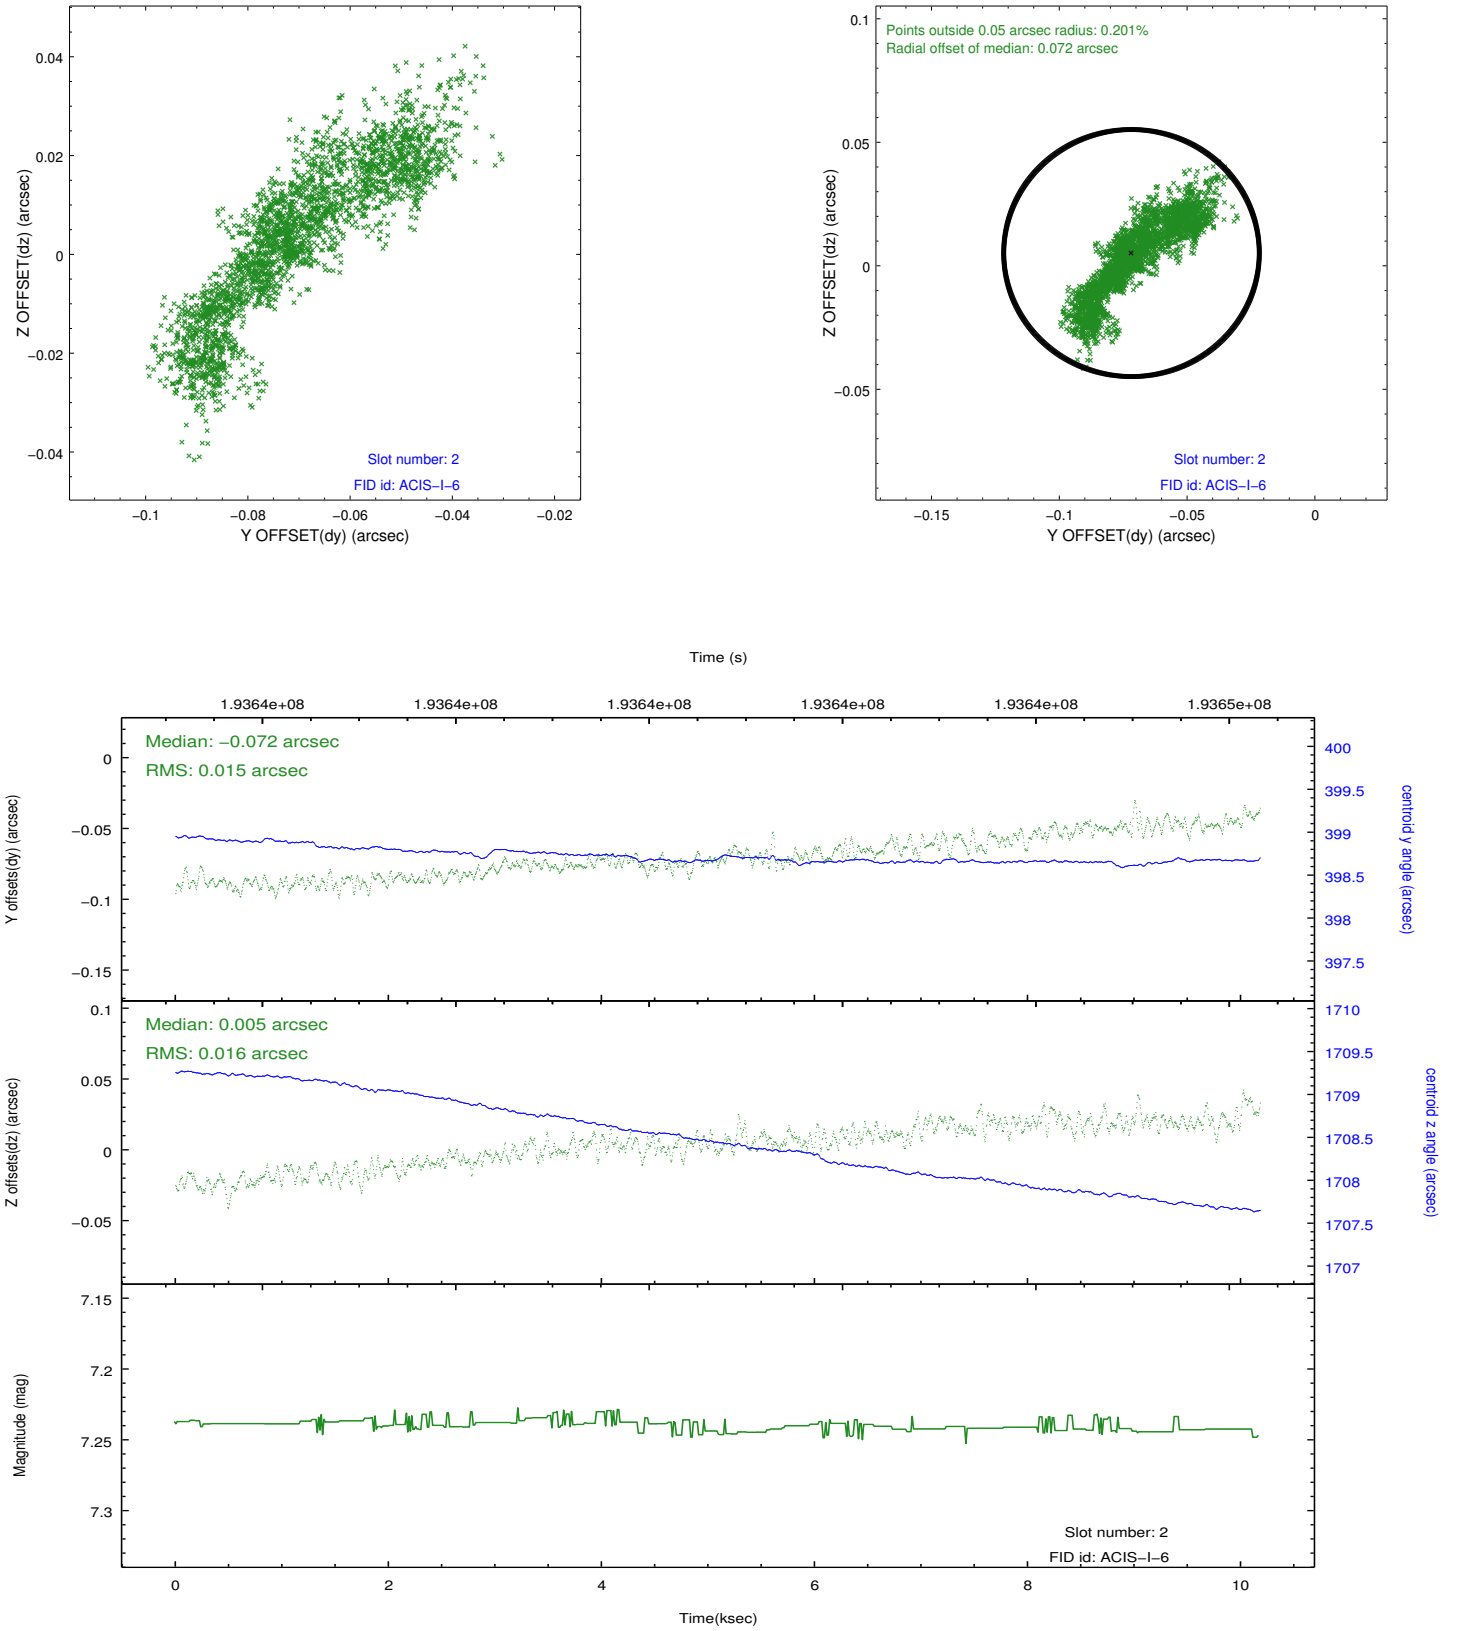 0.04
0.02
0
−0.02
−0.04
Z OFFSET(dz) (arcsec)
Slot number: 2
FID id: ACIS−I−6
−0.1
−0.08
−0.06
−0.04
−0.02
Y OFFSET(dy) (arcsec)
Points outside 0.05 arcsec radius: 0.201%
Radial offset of median: 0.072 arcsec
0.1
0.05
0
−0.05
Z OFFSET(dz) (arcsec)
Slot number: 2
FID id: ACIS−I−6
−0.15
−0.1
−0.05
0
Y OFFSET(dy) (arcsec)
Time (s)
1.9364e+08
1.9364e+08
1.9364e+08
1.9364e+08
1.9364e+08
1.9365e+08
Median: −0.072 arcsec
RMS: 0.015 arcsec
0
−0.05
−0.1
−0.15
Y offsets(dy) (arcsec)
400
399.5
399
398.5
398
397.5
centroid y angle (arcsec)
Median: 0.005 arcsec
RMS: 0.016 arcsec
0.1
0.05
0
−0.05
Z offsets(dz) (arcsec)
1710
1709.5
1709
1708.5
1708
1707.5
1707
centroid z angle (arcsec)
7.15
7.2
7.25
7.3
Magnitude (mag)
Slot number: 2
FID id: ACIS−I−6
0
2
4
6
8
10
Time(ksec)